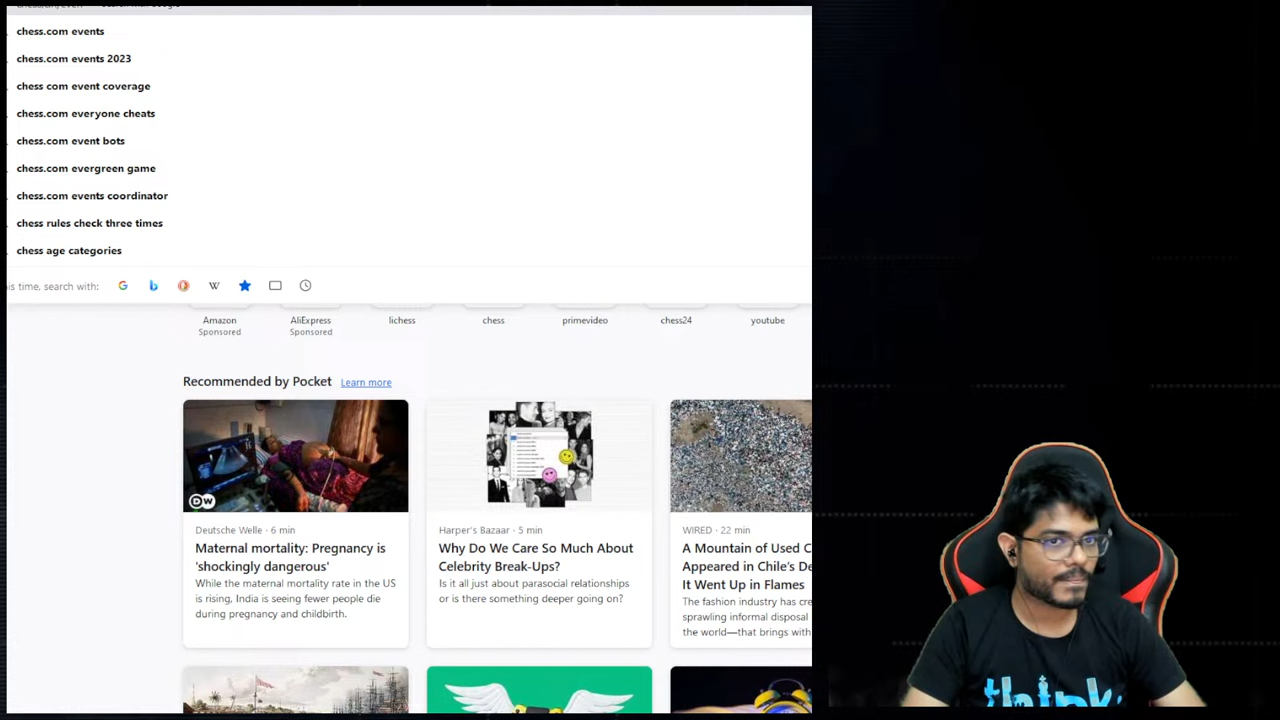 chess.com events
chess.com events 2023
chess com event coverage
chess.com everyone cheats
chess.com event bots
chess.com evergreen game
chess.com events coordinator
chess rules check three times
chess age categories
is time, search with:
Amazon
Sponsored
AliExpress
Sponsored
lichess
chess
primevideo
chess24
youtube
Recommended by Pocket Learn more
DW
Deutsche Welle · 6 min
Maternal mortality: Pregnancy is
'shockingly dangerous'
While the maternal mortality rate in the US
is rising, India is seeing fewer people die
during pregnancy and childbirth.
Harper's Bazaar · 5 min
Why Do We Care So Much About
Celebrity Break-Ups?
Is it all just about parasocial relationships
or is there something deeper going on?
WIRED · 22 min
A Mountain of Used C
Appeared in Chile's De
It Went Up in Flames
The fashion industry has cre
sprawling informal disposal
the world—that brings with
think